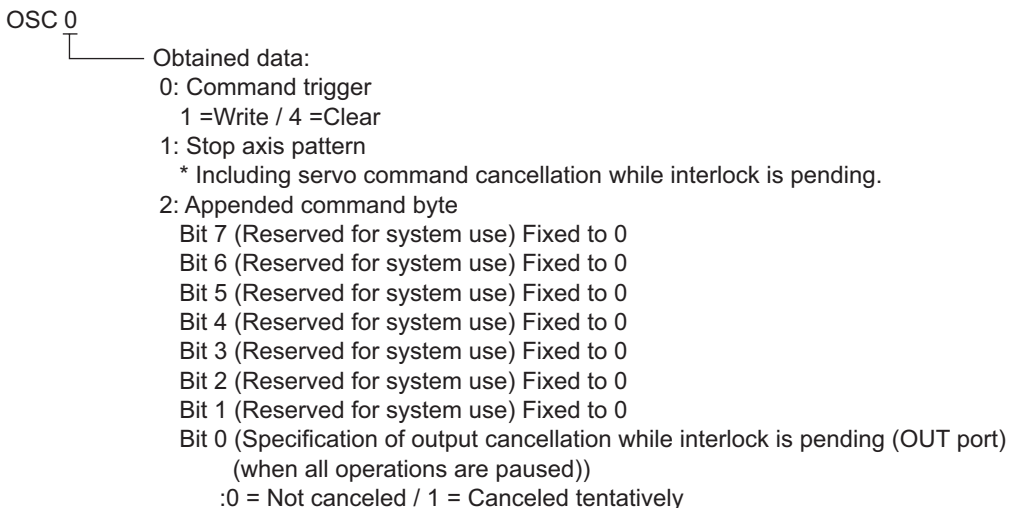 OSC 0
Obtained data:
0: Command trigger
1 =Write / 4 =Clear
1: Stop axis pattern
* Including servo command cancellation while interlock is pending.
2: Appended command byte
Bit 7 (Reserved for system use) Fixed to 0
Bit 6 (Reserved for system use) Fixed to 0
Bit 5 (Reserved for system use) Fixed to 0
Bit 4 (Reserved for system use) Fixed to 0
Bit 3 (Reserved for system use) Fixed to 0
Bit 2 (Reserved for system use) Fixed to 0
Bit 1 (Reserved for system use) Fixed to 0
Bit 0 (Specification of output cancellation while interlock is pending (OUT port)
(when all operations are paused))
:0 = Not canceled / 1 = Canceled tentatively